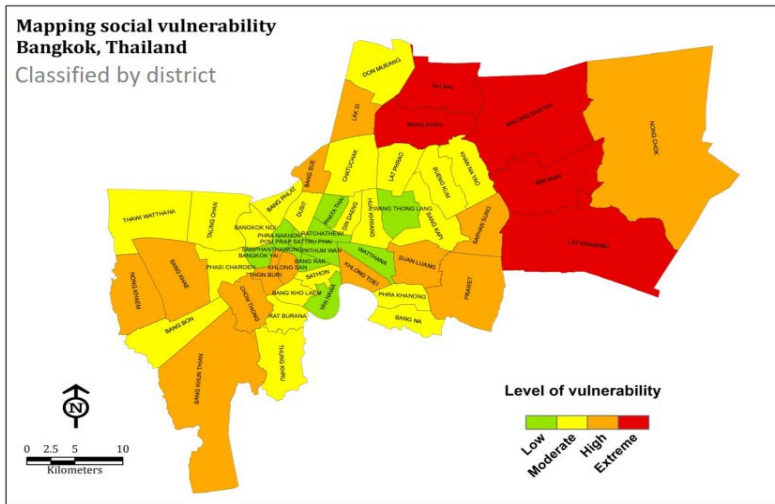 Mapping social vulnerability
Bangkok, Thailand
Classified by district
DON MUEANG
SAI MAI
LAK SI
BANG KHEN
KHLONG SAM WA
NONG CHOK
CHATUCHAK
LAT PHRAO
BUENG KUM
KHAN NA YAO
MIN BURI
BANG SUE
BANG PHLAT
DUSIT
PHAYA THAI
DIN DAENG
HUAI KHWANG
WANG THONG LANG
BANG KAPI
SAPHAN SUNG
LAT KRABANG
THAWI WATTHANA
TALING CHAN
BANGKOK NOI
PHRA NAKHON
RATCHATHEWI
POM PRAP SATTRU PHAI
SAMPHANTHAWONG
PATHUM WAN
WATTHANA
SUAN LUANG
PRAWET
NONG KHAEM
BANG KHAE
PHASI CHAROEN
BANGKOK YAI
BANG RAK
KHLONG SAN
THON BURI
SATHON
KHLONG TOEI
CHOM THONG
BANG KHO LAEM
YAN NAWA
PHRA KHANONG
BANG NA
RAT BURANA
BANG BON
THUNG KHRU
BANG KHUN THIAN
N
0 2.5 5 10
Kilometers
Level of vulnerability
Low
Moderate
High
Extreme